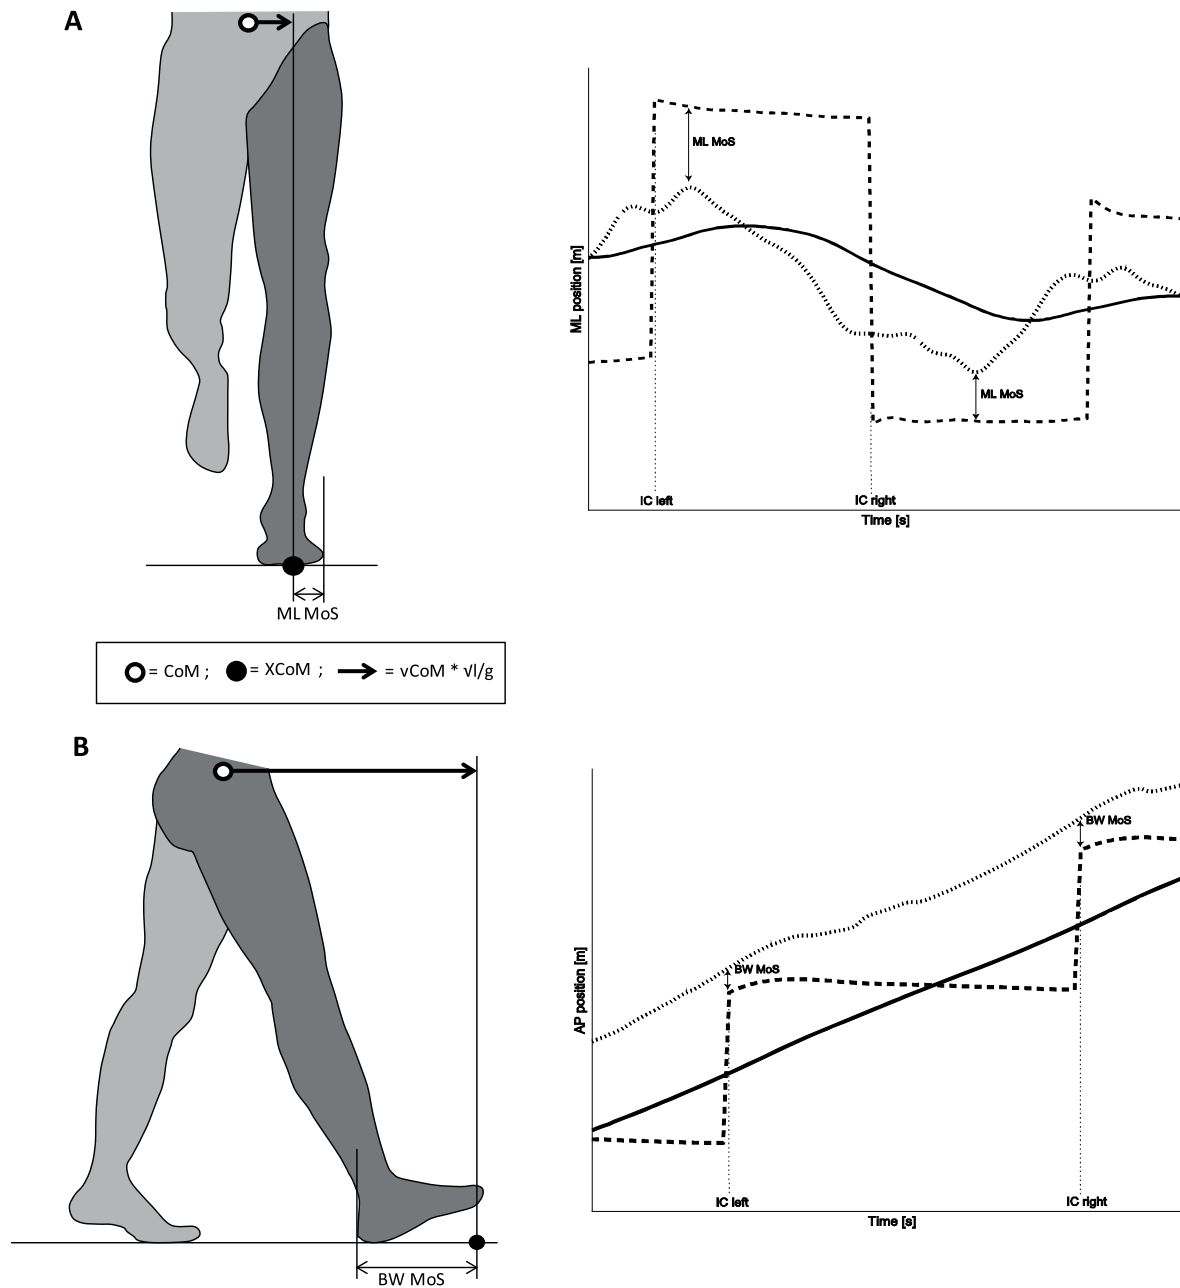 A
ML MoS
ML position [m]
ML MoS
ML MoS
IC left
IC right
Time [s]
= CoM ; = XCoM ; = vCoM * √l/g
B
BW MoS
AP position [m]
BW MoS
BW MoS
IC left
IC right
Time [s]